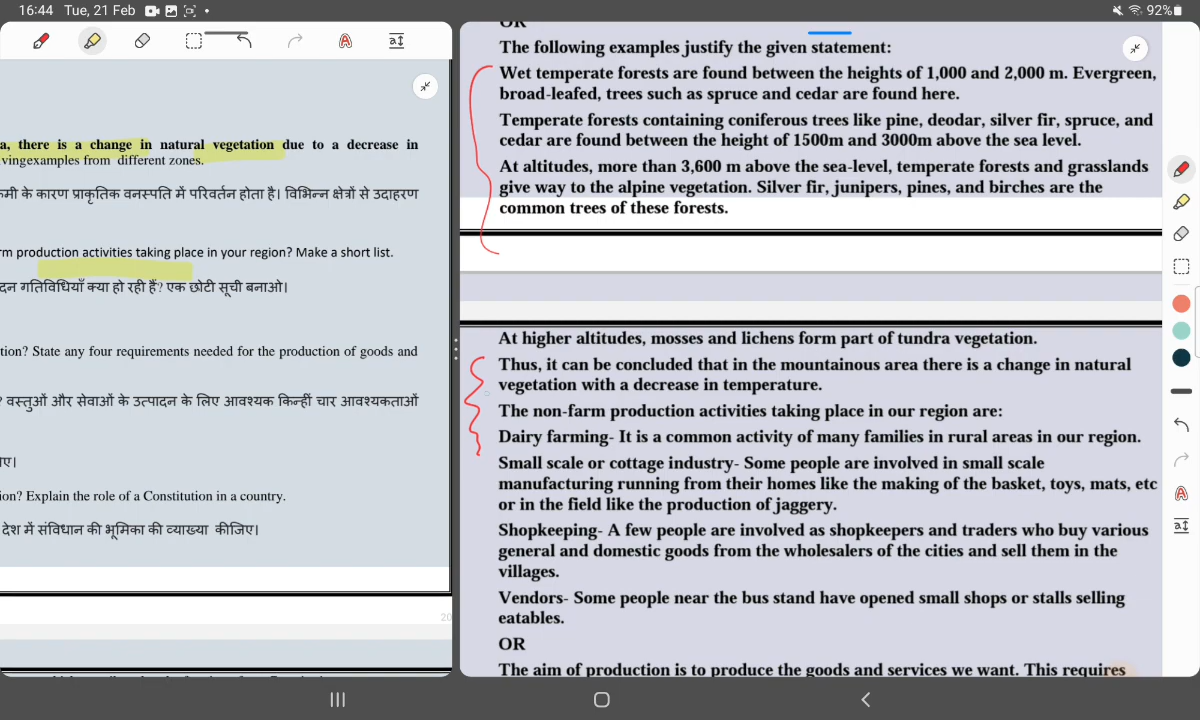 16:44 Tue, 21 Feb
92%
a, there is a change in natural vegetation due to a decrease in
vingexamples from different zones.
कमी के कारण प्राकृतिक वनस्पति में परिवर्तन होता है। विभिन्न क्षेत्रों से उदाहरण
rm production activities taking place in your region? Make a short list.
दन गतिविधियाँ क्या हो रही हैं? एक छोटी सूची बनाओ।
tion? State any four requirements needed for the production of goods and
? वस्तुओं और सेवाओं के उत्पादन के लिए आवश्यक किन्हीं चार आवश्यकताओं
ए।
ion? Explain the role of a Constitution in a country.
देश में संविधान की भूमिका की व्याख्या कीजिए।
20
OR
The following examples justify the given statement:
Wet temperate forests are found between the heights of 1,000 and 2,000 m. Evergreen,
broad-leafed, trees such as spruce and cedar are found here.
Temperate forests containing coniferous trees like pine, deodar, silver fir, spruce, and
cedar are found between the height of 1500m and 3000m above the sea level.
At altitudes, more than 3,600 m above the sea-level, temperate forests and grasslands
give way to the alpine vegetation. Silver fir, junipers, pines, and birches are the
common trees of these forests.
At higher altitudes, mosses and lichens form part of tundra vegetation.
Thus, it can be concluded that in the mountainous area there is a change in natural
vegetation with a decrease in temperature.
The non-farm production activities taking place in our region are:
Dairy farming- It is a common activity of many families in rural areas in our region.
Small scale or cottage industry- Some people are involved in small scale
manufacturing running from their homes like the making of the basket, toys, mats, etc
or in the field like the production of jaggery.
Shopkeeping- A few people are involved as shopkeepers and traders who buy various
general and domestic goods from the wholesalers of the cities and sell them in the
villages.
Vendors- Some people near the bus stand have opened small shops or stalls selling
eatables.
OR
The aim of production is to produce the goods and services we want. This requires